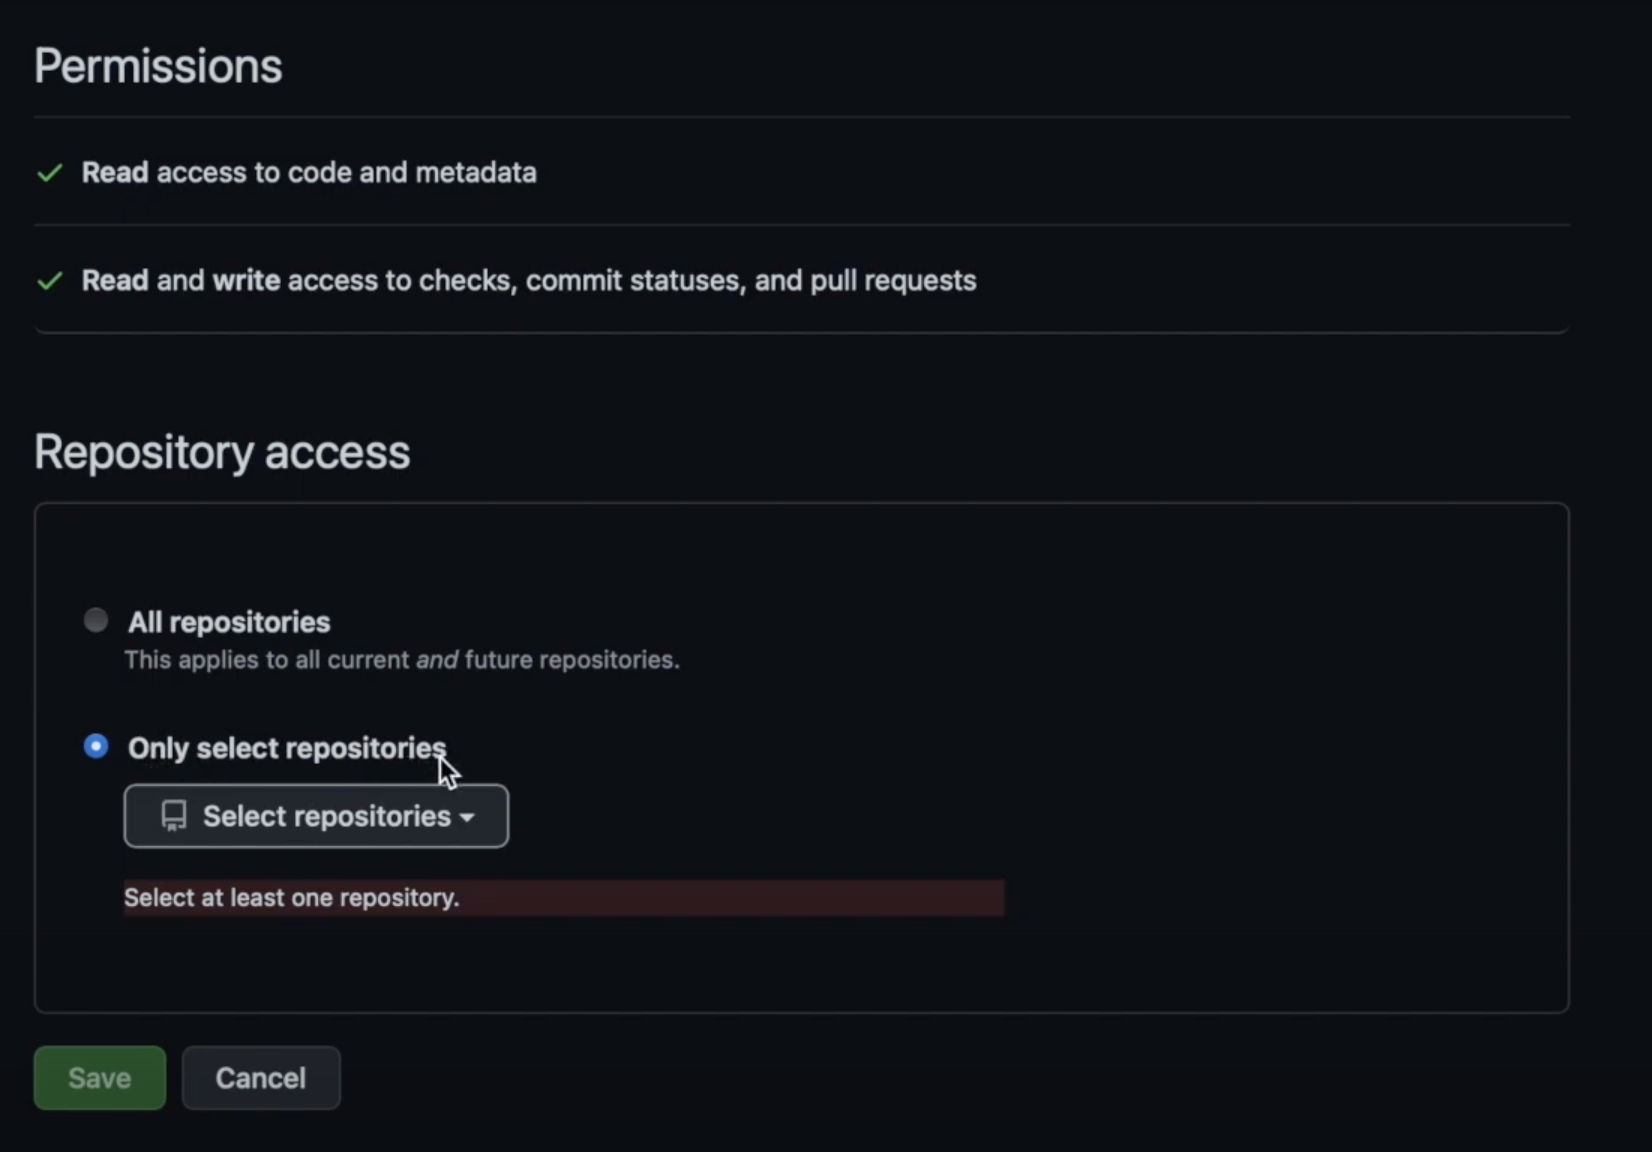 Permissions
Read access to code and metadata
Read and write access to checks, commit statuses, and pull requests
Repository access
All repositories
This applies to all current and future repositories.
Only select repositories
Select repositories
Select at least one repository.
Save Cancel